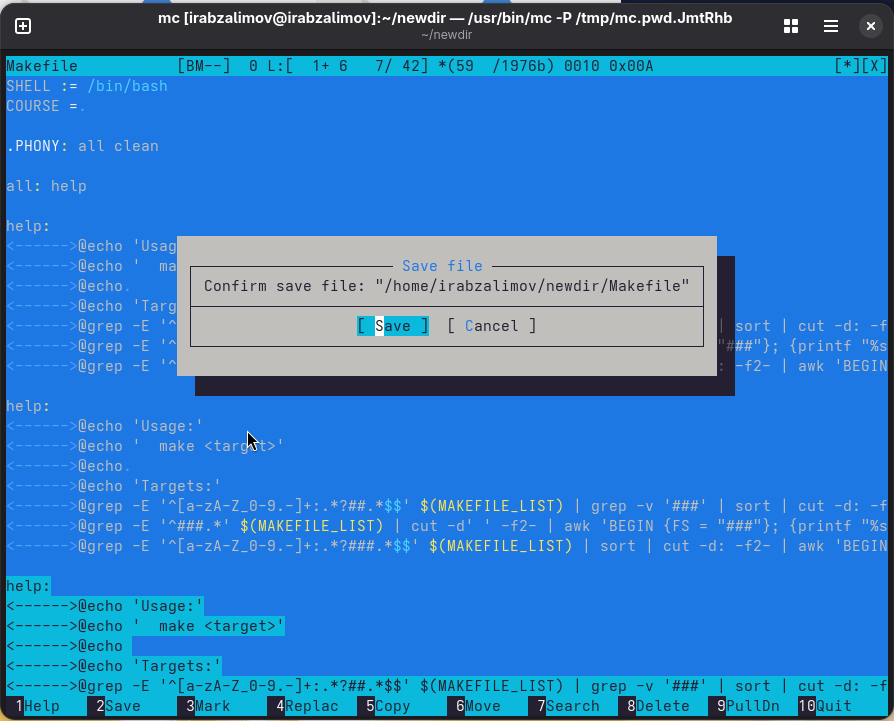 mc [irabzalimov@irabzalimov]:~/newdir — /usr/bin/mc -P /tmp/mc.pwd.JmtRhb
~/newdir
Makefile [BM--] 0 L:[ 1+ 6 7/ 42] *(59 /1976b) 0010 0x00A [*][X]
SHELL := /bin/bash
COURSE =.
.PHONY: all clean
all: help
help:
<------>@echo 'Usag
<------>@echo '  ma
<------>@echo.
<------>@echo 'Targ
<------>@grep -E '^ | sort | cut -d: -f
<------>@grep -E '^ "###"}; {printf "%s
<------>@grep -E '^ : -f2- | awk 'BEGIN
Save file
Confirm save file: "/home/irabzalimov/newdir/Makefile"
[ Save ] [ Cancel ]
help:
<------>@echo 'Usage:'
<------>@echo '  make <target>'
<------>@echo.
<------>@echo 'Targets:'
<------>@grep -E '^[a-zA-Z_0-9.-]+:.*?##.*$$' $(MAKEFILE_LIST) | grep -v '###' | sort | cut -d: -f
<------>@grep -E '^###.*' $(MAKEFILE_LIST) | cut -d' ' -f2- | awk 'BEGIN {FS = "###"}; {printf "%s
<------>@grep -E '^[a-zA-Z_0-9.-]+:.*?###.*$$' $(MAKEFILE_LIST) | sort | cut -d: -f2- | awk 'BEGIN
help:
<------>@echo 'Usage:'
<------>@echo '  make <target>'
<------>@echo
<------>@echo 'Targets:'
<------>@grep -E '^[a-zA-Z_0-9.-]+:.*?##.*$$' $(MAKEFILE_LIST) | grep -v '###' | sort | cut -d: -f
1Help 2Save 3Mark 4Replac 5Copy 6Move 7Search 8Delete 9PullDn 10Quit